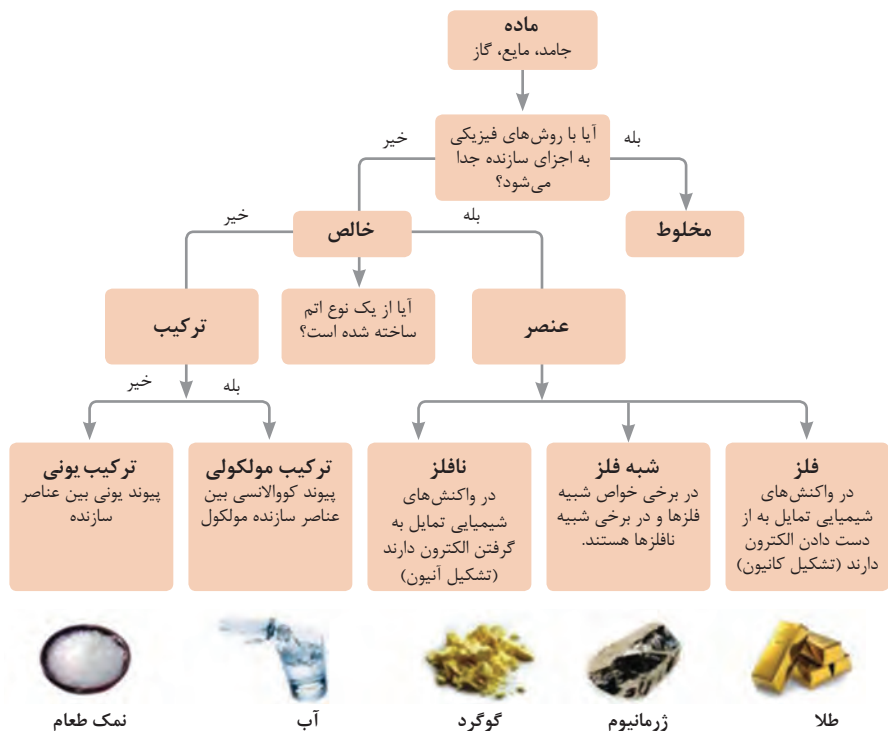 ماده
جامد، مایع، گاز
آیا با روش‌های فیزیکی
به اجزای سازنده جدا
می‌شود؟
بله
خیر
مخلوط
خالص
بله
خیر
آیا از یک نوع اتم
ساخته شده است؟
عنصر
ترکیب
بله
خیر
فلز
در واکنش‌های
شیمیایی تمایل به از
دست دادن الکترون
دارند (تشکیل کاتیون)
شبه فلز
در برخی خواص شبیه
فلزها و در برخی شبیه
نافلزها هستند.
نافلز
در واکنش‌های
شیمیایی تمایل به
گرفتن الکترون دارند
(تشکیل آنیون)
ترکیب مولکولی
پیوند کووالانسی بین
عناصر سازنده مولکول
ترکیب یونی
پیوند یونی بین عناصر
سازنده
طلا
ژرمانیوم
گوگرد
آب
نمک طعام